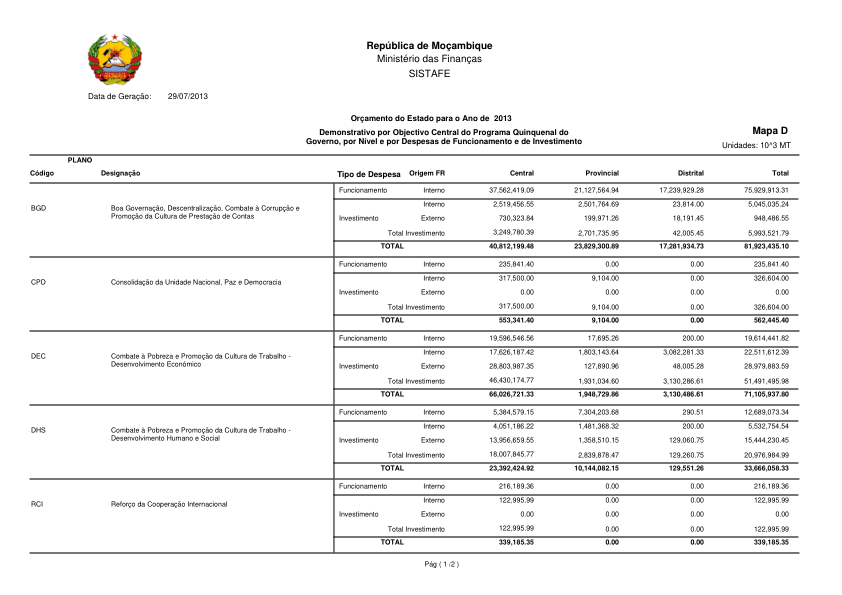 República de Moçambique
Ministério das Finanças
SISTAFE
Data de Geração: 29/07/2013
Orçamento do Estado para o Ano de 2013
Demonstrativo por Objectivo Central do Programa Quinquenal do
Governo, por Nível e por Despesas de Funcionamento e de Investimento
Mapa D
Unidades: 10^3 MT
PLANO
Código Designação Tipo de Despesa Origem FR Central Provincial Distrital Total
Funcionamento Interno 37,562,419.09 21,127,564.94 17,239,929.28 75,929,913.31
Interno 2,519,456.55 2,501,764.69 23,814.00 5,045,035.24
BGD Boa Governação, Descentralização, Combate à Corrupção e
Promoção da Cultura de Prestação de Contas
Investimento Externo 730,323.84 199,971.26 18,191.45 948,486.55
Total Investimento 3,249,780.39 2,701,735.95 42,005.45 5,993,521.79
TOTAL 40,812,199.48 23,829,300.89 17,281,934.73 81,923,435.10
Funcionamento Interno 235,841.40 0.00 0.00 235,841.40
Interno 317,500.00 9,104.00 0.00 326,604.00
CPD Consolidação da Unidade Nacional, Paz e Democracia
Investimento Externo 0.00 0.00 0.00 0.00
Total Investimento 317,500.00 9,104.00 0.00 326,604.00
TOTAL 553,341.40 9,104.00 0.00 562,445.40
Funcionamento Interno 19,596,546.56 17,695.26 200.00 19,614,441.82
Interno 17,626,187.42 1,803,143.64 3,082,281.33 22,511,612.39
DEC Combate à Pobreza e Promoção da Cultura de Trabalho -
Desenvolvimento Económico
Investimento Externo 28,803,987.35 127,890.96 48,005.28 28,979,883.59
Total Investimento 46,430,174.77 1,931,034.60 3,130,286.61 51,491,495.98
TOTAL 66,026,721.33 1,948,729.86 3,130,486.61 71,105,937.80
Funcionamento Interno 5,384,579.15 7,304,203.68 290.51 12,689,073.34
Interno 4,051,186.22 1,481,368.32 200.00 5,532,754.54
DHS Combate à Pobreza e Promoção da Cultura de Trabalho -
Desenvolvimento Humano e Social
Investimento Externo 13,956,659.55 1,358,510.15 129,060.75 15,444,230.45
Total Investimento 18,007,845.77 2,839,878.47 129,260.75 20,976,984.99
TOTAL 23,392,424.92 10,144,082.15 129,551.26 33,666,058.33
Funcionamento Interno 216,189.36 0.00 0.00 216,189.36
Interno 122,995.99 0.00 0.00 122,995.99
RCI Reforço da Cooperação Internacional
Investimento Externo 0.00 0.00 0.00 0.00
Total Investimento 122,995.99 0.00 0.00 122,995.99
TOTAL 339,185.35 0.00 0.00 339,185.35
Pág ( 1 /2 )